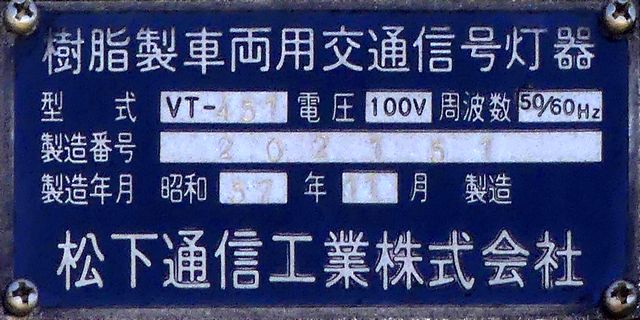 樹脂製車両用交通信号灯器
型式 VT-451 電圧 100V 周波数 50/60Hz
製造番号 202151
製造年月 昭和 57 年 11 月 製造
松下通信工業株式会社